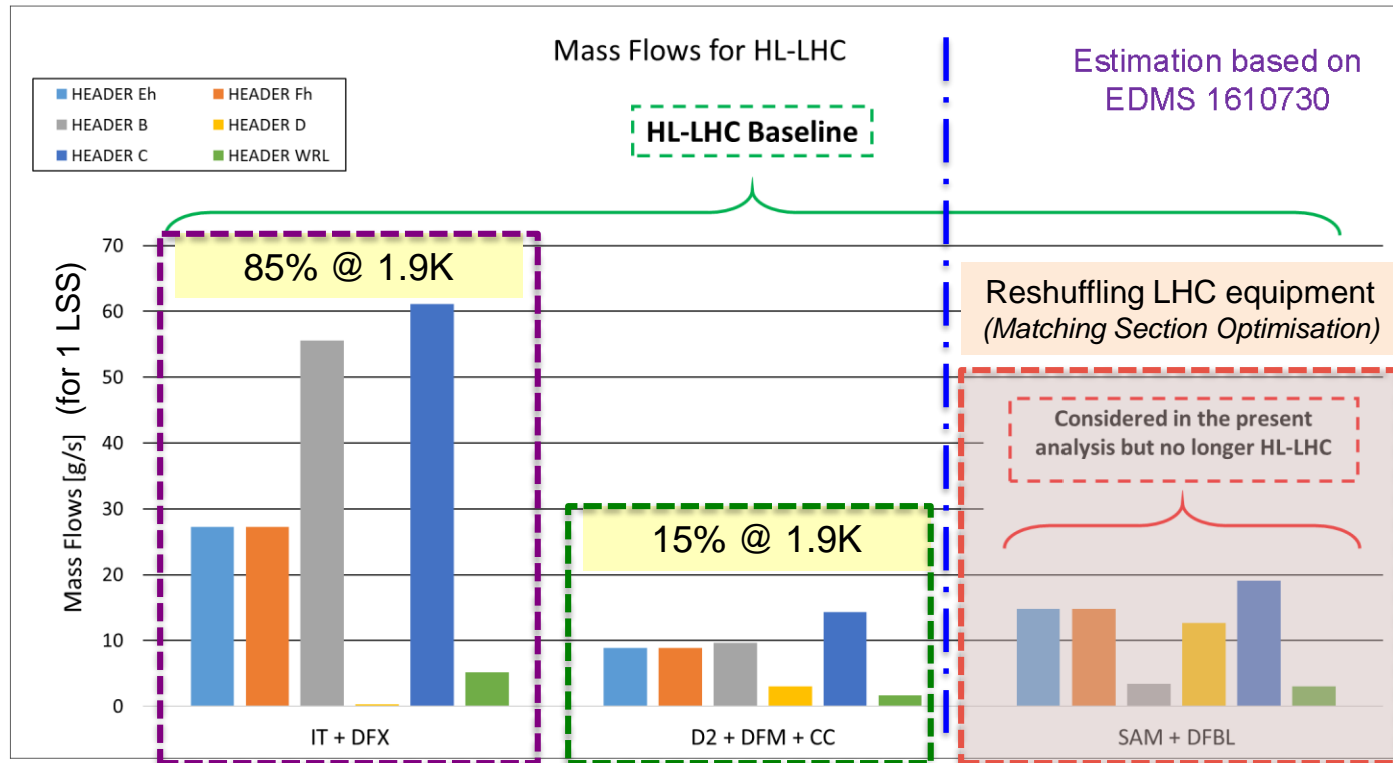 Mass Flows for HL-LHC
Estimation based on
EDMS 1610730
HEADER Eh
HEADER Fh
HEADER B
HEADER D
HEADER C
HEADER WRL
HL-LHC Baseline
Mass Flows [g/s] (for 1 LSS)
70
60
50
40
30
20
10
0
85% @ 1.9K
15% @ 1.9K
Reshuffling LHC equipment
(Matching Section Optimisation)
Considered in the present
analysis but no longer HL-LHC
IT + DFX
D2 + DFM + CC
SAM + DFBL